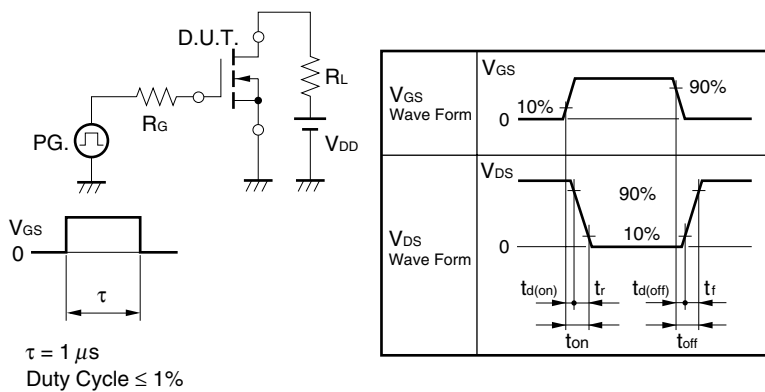 D.U.T.
RL
RG
PG.
VDD
VGS
0
τ
τ = 1 μs
Duty Cycle ≤ 1%
VGS
Wave Form
VGS
10%
90%
0
VDS
Wave Form
VDS
90%
10%
0
td(on)
tr
td(off)
tf
ton
toff